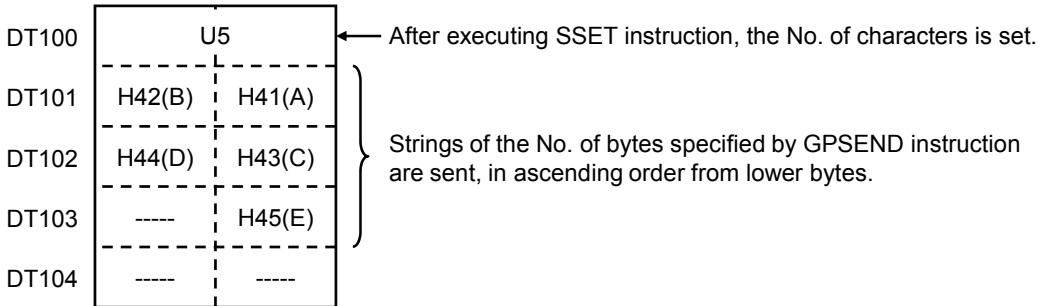 DT100 U5 After executing SSET instruction, the No. of characters is set.
DT101 H42(B) H41(A)
DT102 H44(D) H43(C)
Strings of the No. of bytes specified by GPSEND instruction
are sent, in ascending order from lower bytes.
DT103 ----- H45(E)
DT104 ----- -----